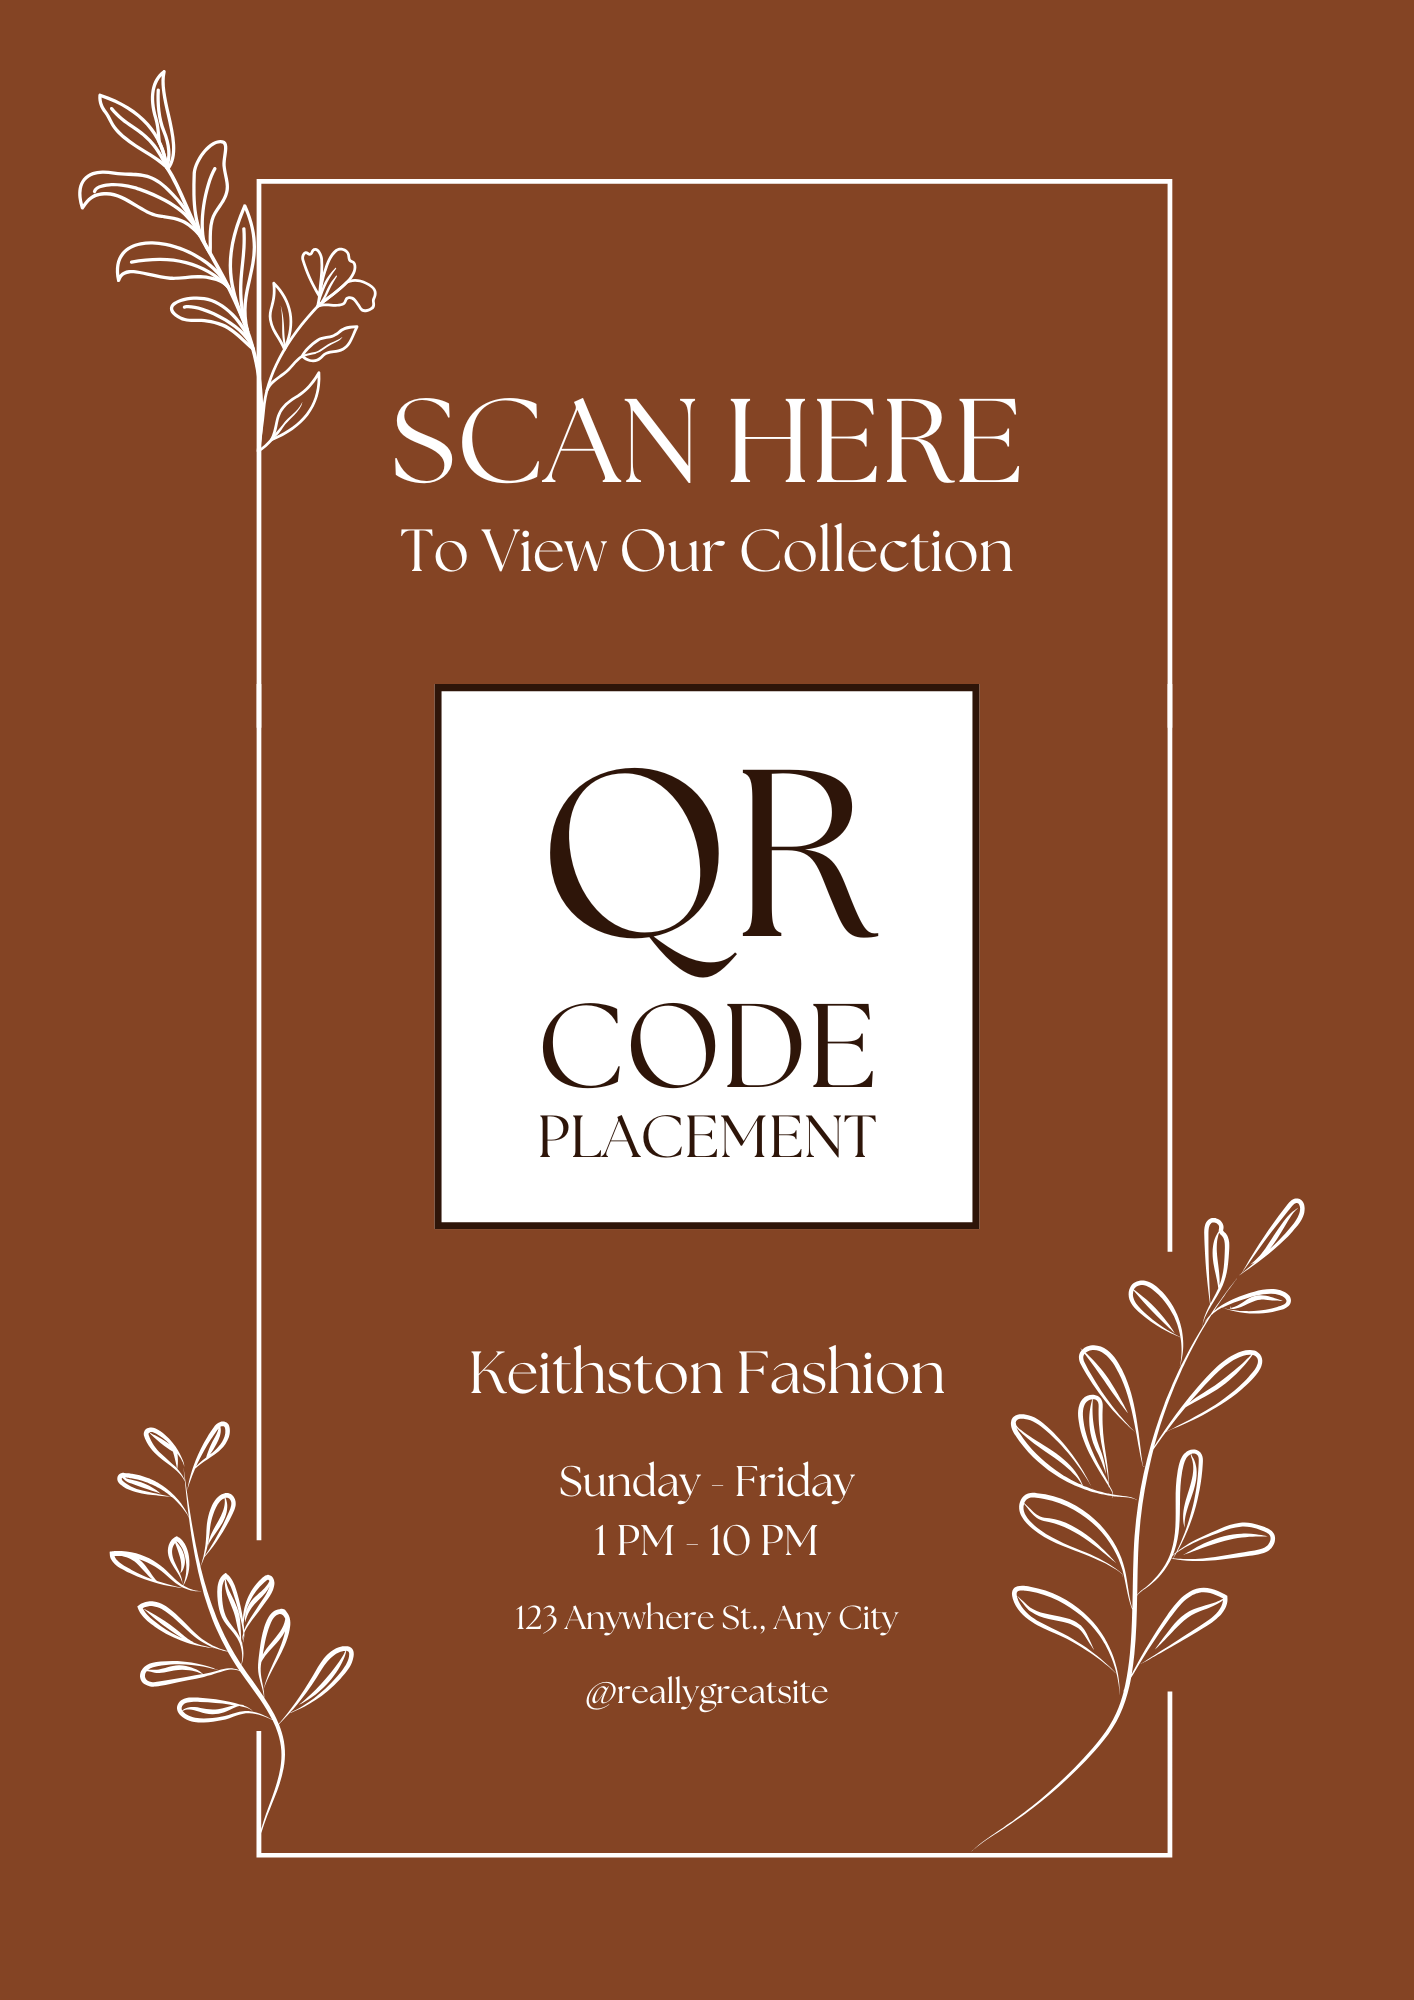 SCAN HERE
To View Our Collection
QR
CODE
PLACEMENT
Keithston Fashion
Sunday - Friday
1 PM - 10 PM
123 Anywhere St., Any City
@reallygreatsite